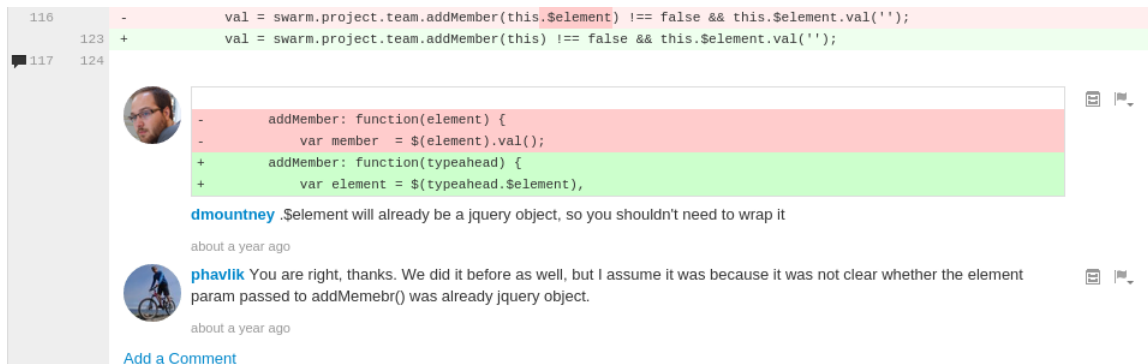 116 - val = swarm.project.team.addMember(this.$element) !== false && this.$element.val('');
123 + val = swarm.project.team.addMember(this) !== false && this.$element.val('');
117 124
- addMember: function(element) {
- var member  = $(element).val();
+ addMember: function(typeahead) {
+ var element = $(typeahead.$element),
dmountney .$element will already be a jquery object, so you shouldn't need to wrap it
about a year ago
phavlik You are right, thanks. We did it before as well, but I assume it was because it was not clear whether the element
param passed to addMemebr() was already jquery object.
about a year ago
Add a Comment